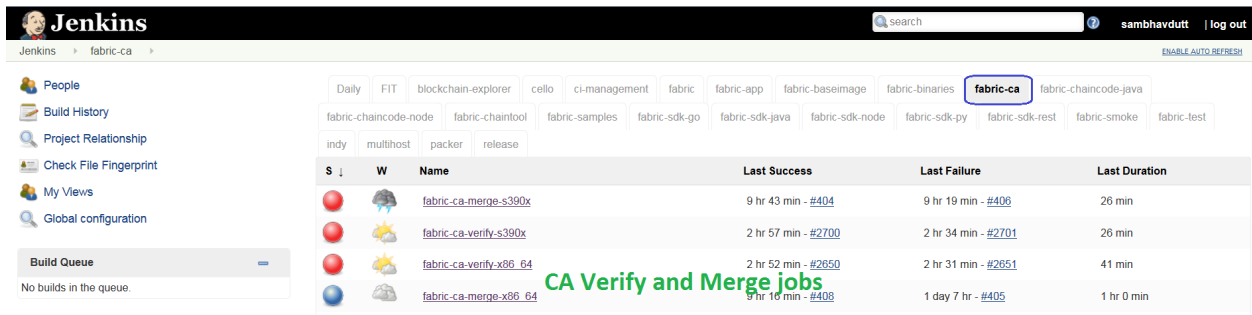 Jenkins
search
sambhavdutt | log out
Jenkins fabric-ca
ENABLE AUTO REFRESH
People
Build History
Project Relationship
Check File Fingerprint
My Views
Global configuration
Build Queue
No builds in the queue.
Daily FIT blockchain-explorer cello ci-management fabric fabric-app fabric-baseimage fabric-binaries fabric-ca fabric-chaincode-java
fabric-chaincode-node fabric-chaintool fabric-samples fabric-sdk-go fabric-sdk-java fabric-sdk-node fabric-sdk-py fabric-sdk-rest fabric-smoke fabric-test
indy multihost packer release
S ↓ W Name Last Success Last Failure Last Duration
fabric-ca-merge-s390x 9 hr 43 min - #404 9 hr 19 min - #406 26 min
fabric-ca-verify-s390x 2 hr 57 min - #2700 2 hr 34 min - #2701 26 min
fabric-ca-verify-x86_64 2 hr 52 min - #2650 2 hr 31 min - #2651 41 min
CA Verify and Merge jobs
fabric-ca-merge-x86_64 9 hr 16 min - #408 1 day 7 hr - #405 1 hr 0 min